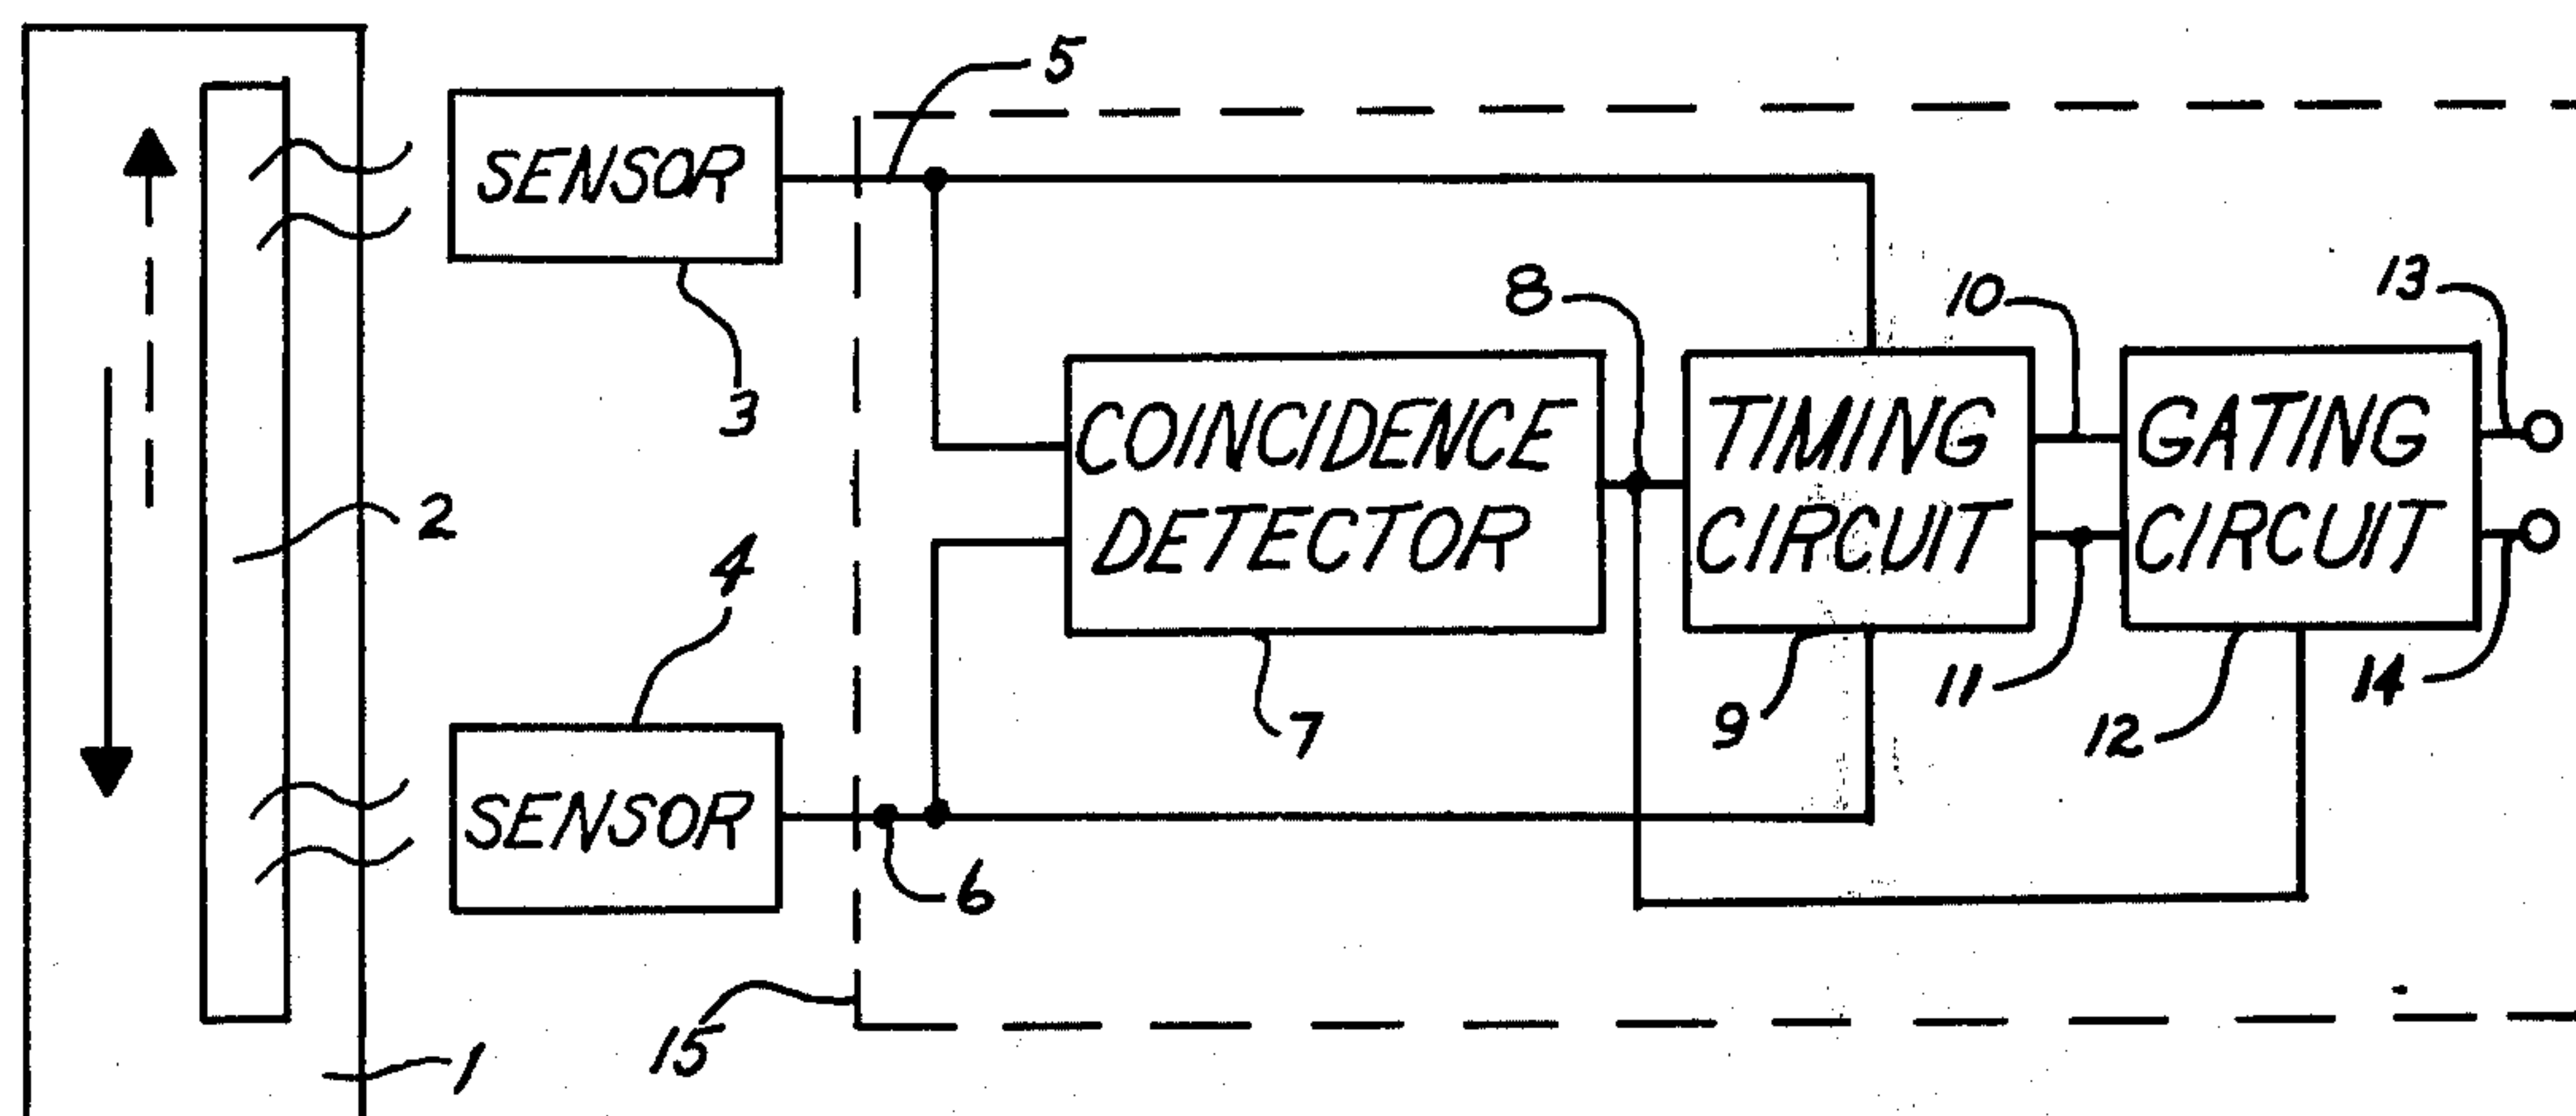 5
SENSOR
3
8
10
13
COINCIDENCE
DETECTOR
TIMING
CIRCUIT
GATING
CIRCUIT
2
4
7
9
11
12
14
SENSOR
6
15
1